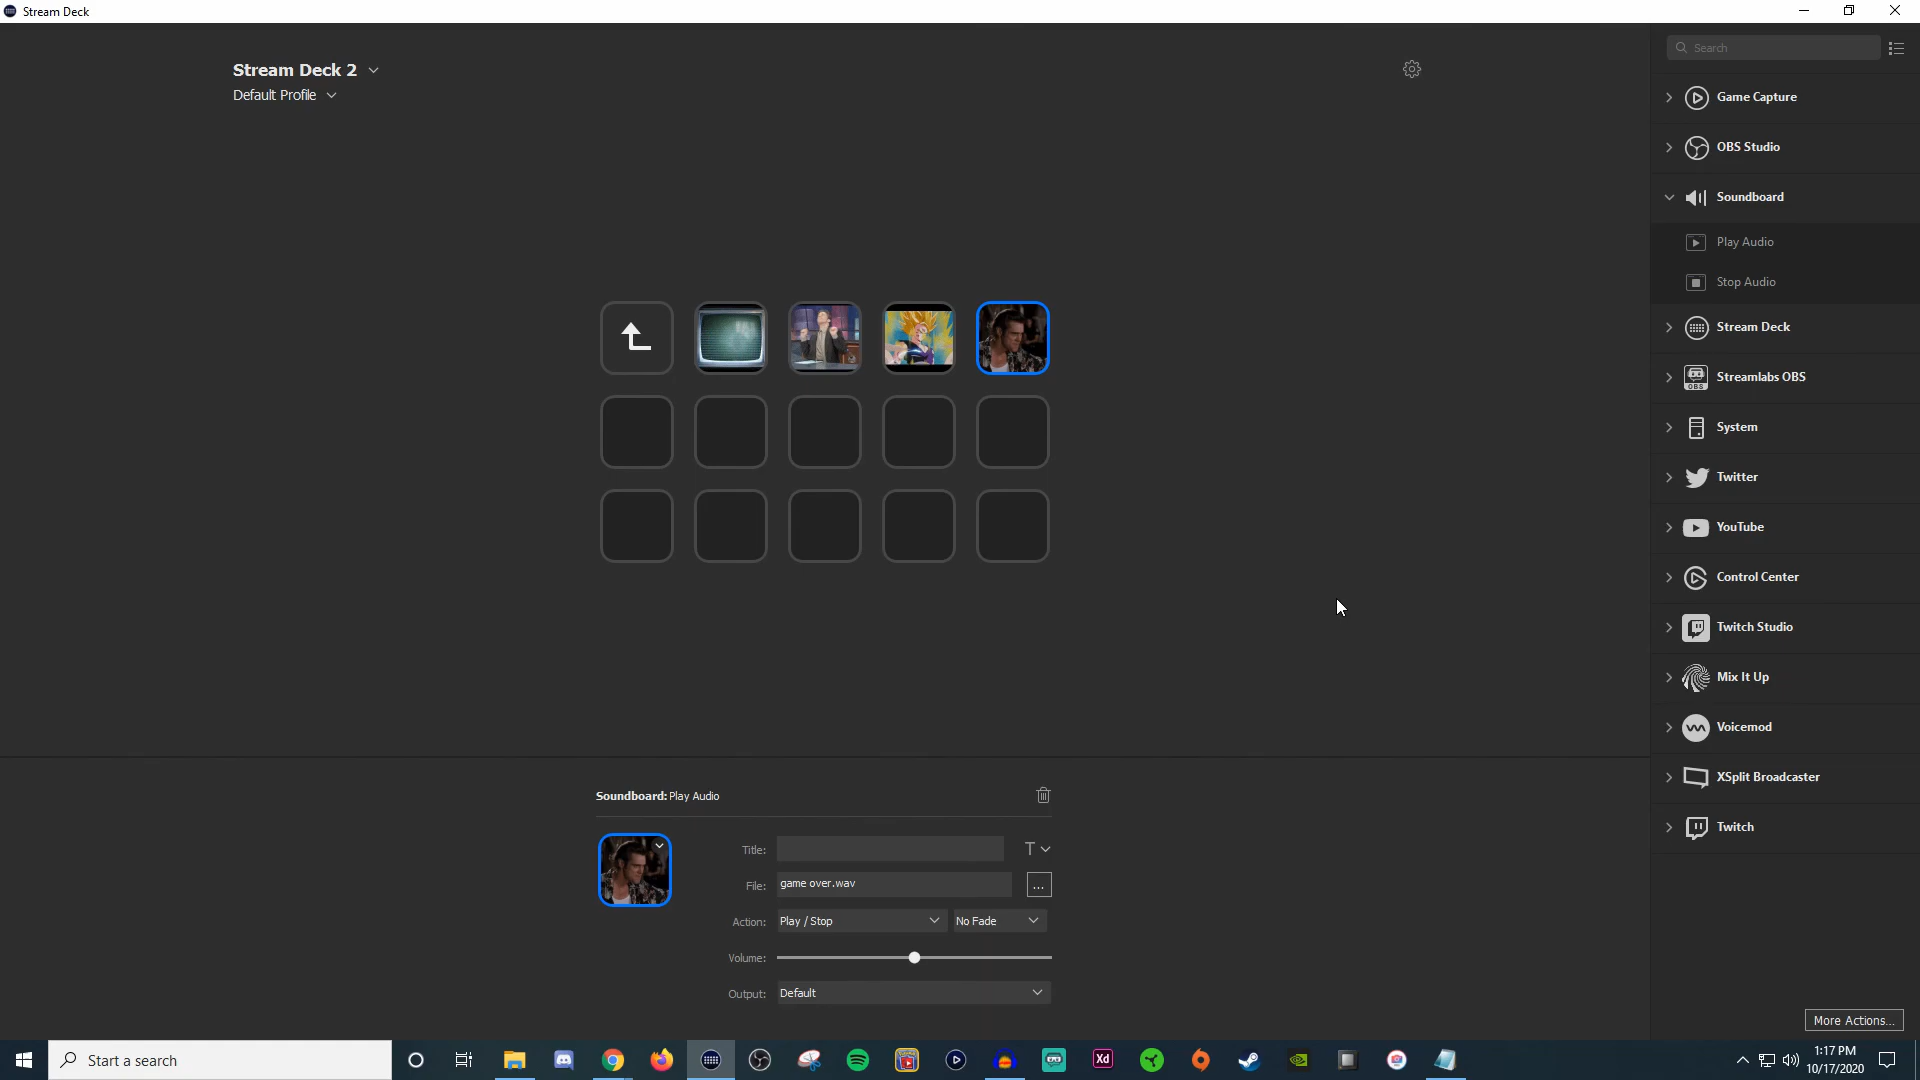 Stream Deck
Stream Deck 2
Default Profile
Search
Game Capture
OBS Studio
Soundboard
Play Audio
Stop Audio
Stream Deck
OBS
Streamlabs OBS
System
Twitter
YouTube
Control Center
Twitch Studio
Mix It Up
Voicemod
XSplit Broadcaster
Twitch
More Actions...
Soundboard: Play Audio
Title:
T
File: game over.wav ...
Action: Play / Stop No Fade
Volume:
Output: Default
Start a search
Xd
1:17 PM
10/17/2020